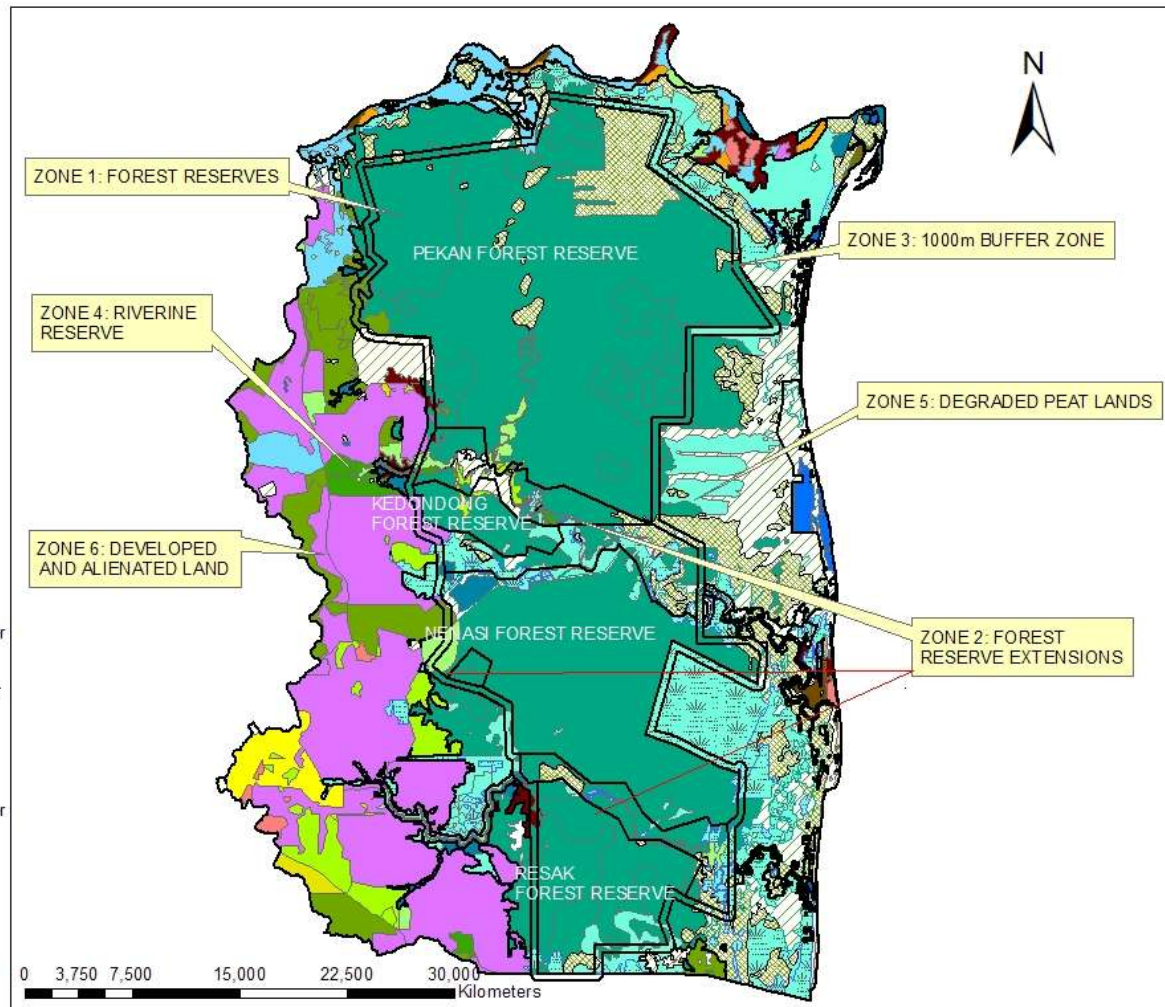 N
ZONE 1: FOREST RESERVES
PEKAN FOREST RESERVE
ZONE 3: 1000m BUFFER ZONE
ZONE 4: RIVERINE
RESERVE
ZONE 5: DEGRADED PEAT LANDS
KEDONDONG
FOREST RESERVE
ZONE 6: DEVELOPED
AND ALIENATED LAND
NENASI FOREST RESERVE
ZONE 2: FOREST
RESERVE EXTENSIONS
r
r
RESAK
FOREST RESERVE
0 3,750 7,500 15,000 22,500 30,000
Kilometers